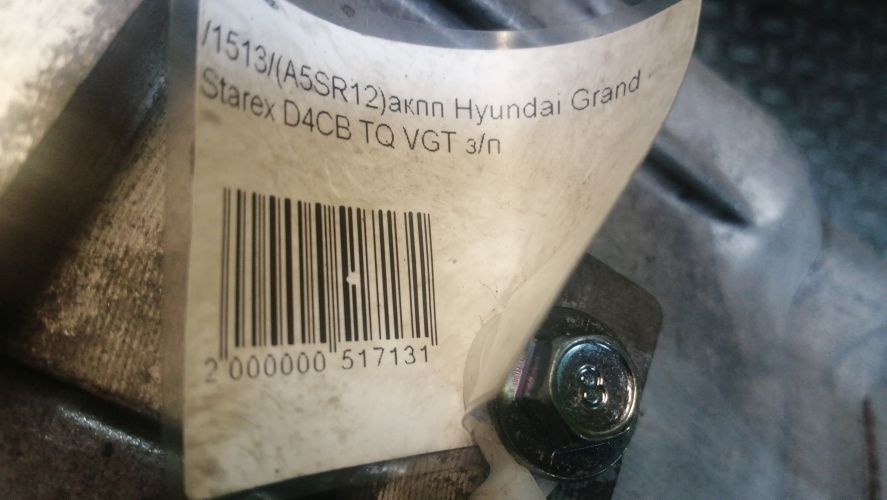 /1513/(A5SR12)акпп Hyundai Grand
Starex D4CB TQ VGT з/п
2 000000 517131
8